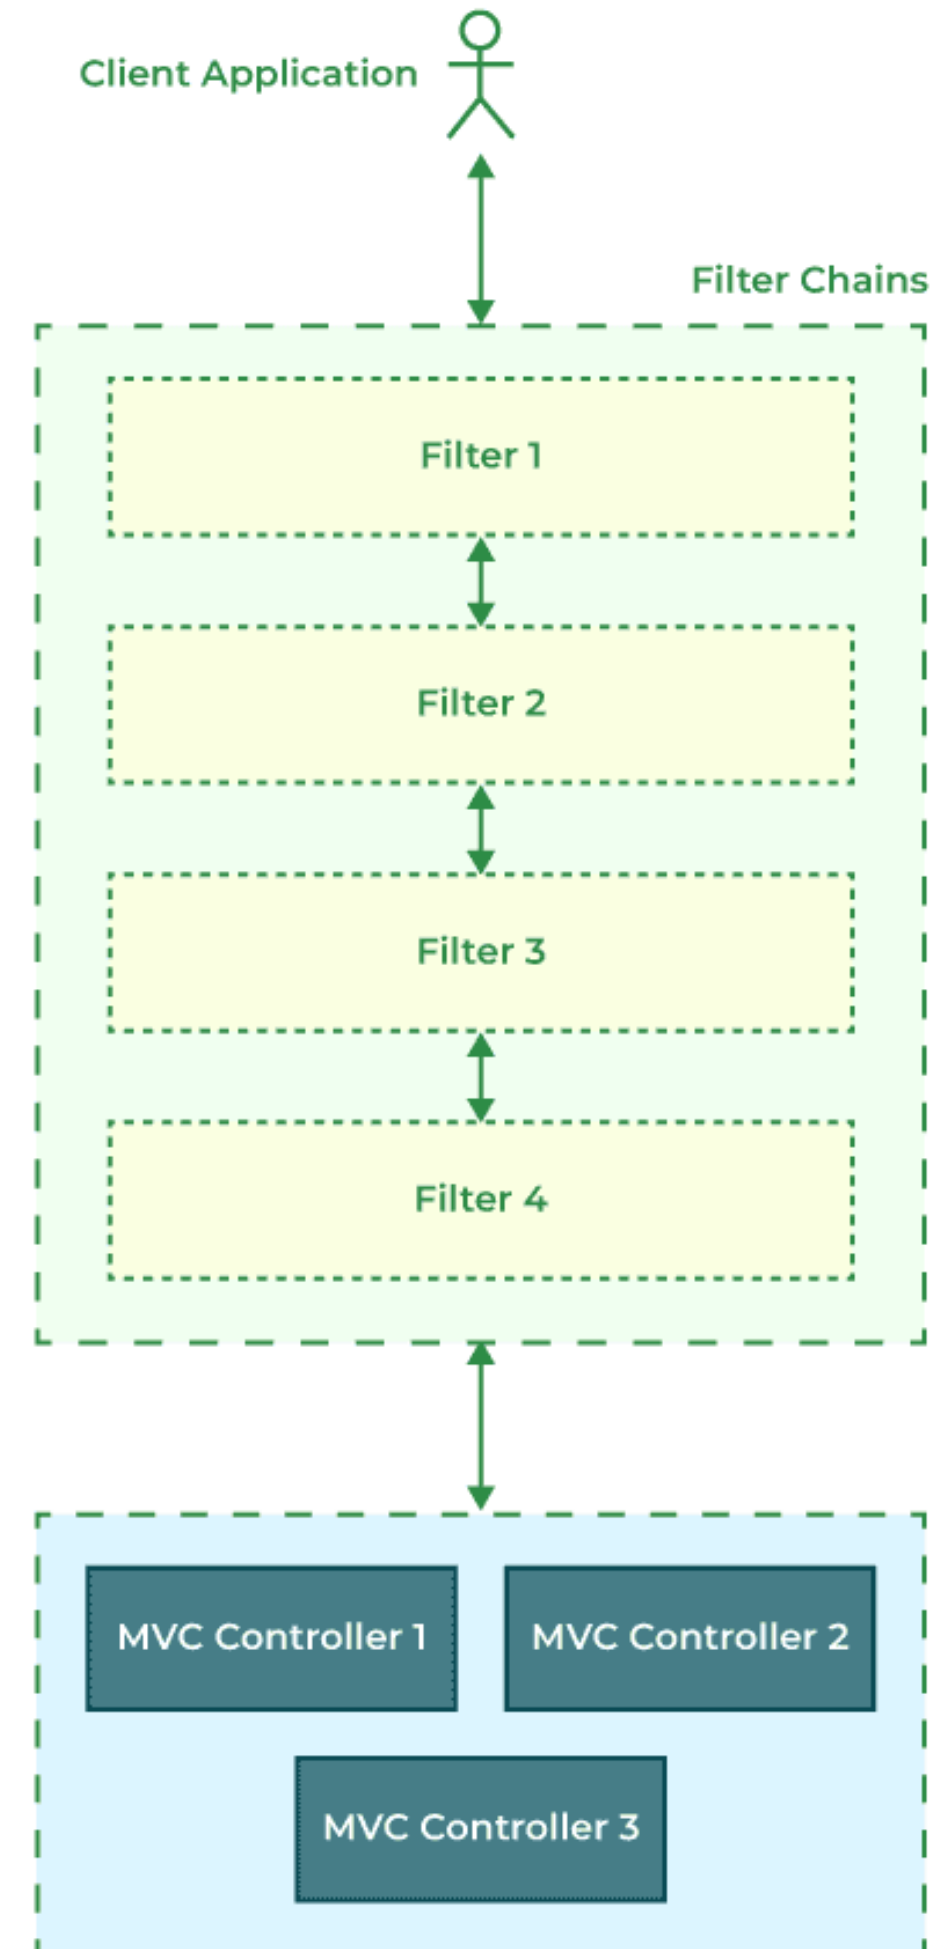 Client Application
Filter Chains
Filter 1
Filter 2
Filter 3
Filter 4
MVC Controller 1
MVC Controller 2
MVC Controller 3